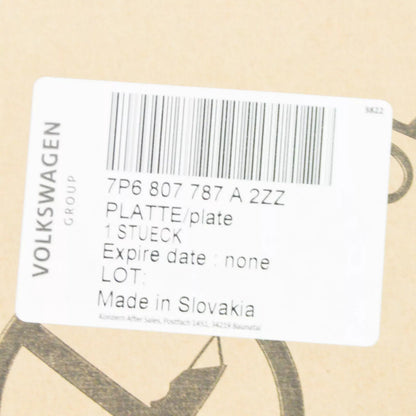 9822
VOLKSWAGEN
GROUP
7P6 807 787 A 2ZZ
PLATTE/plate
1 STUECK
Expire date : none
LOT:
Made in Slovakia
Konzern After Sales, Postfach 1451, 34219 Baunatal